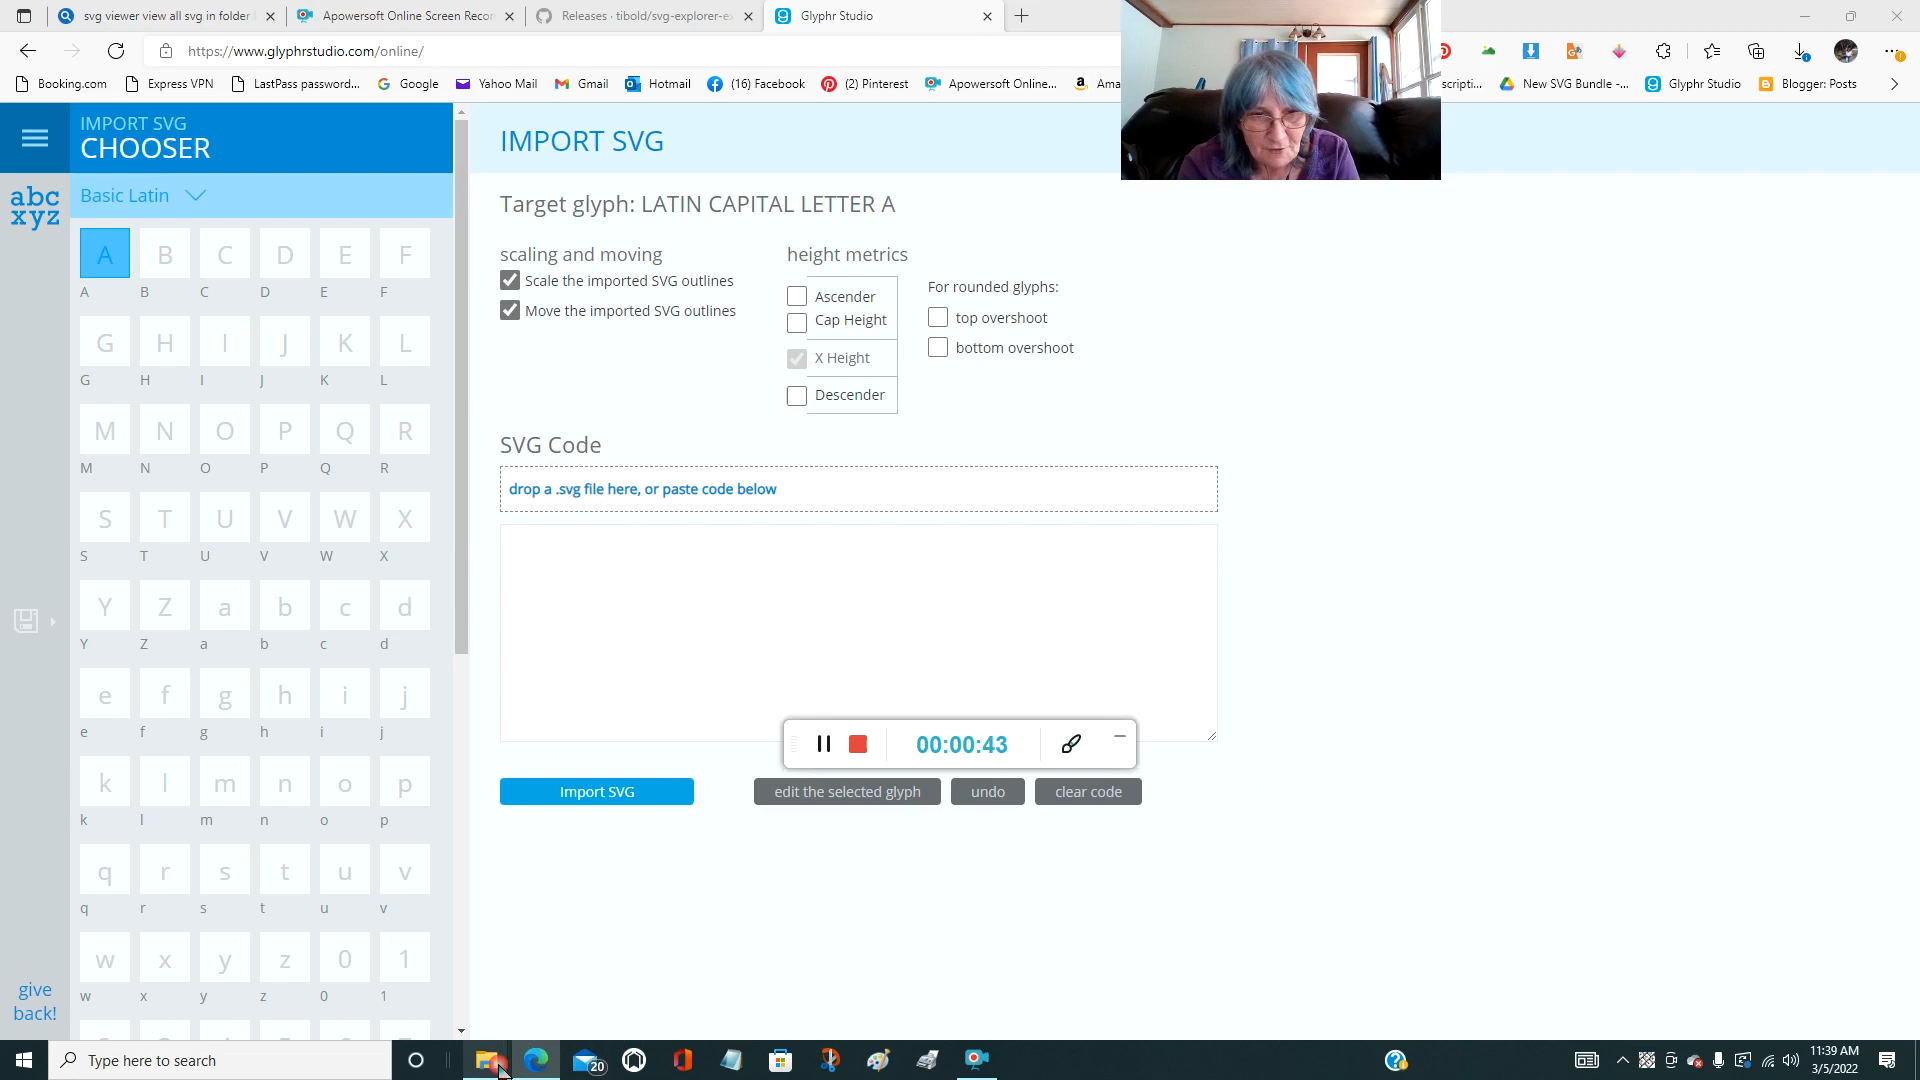 svg viewer view all svg in folder
Apowersoft Online Screen Recor
Releases · tibold/svg-explorer-ex
Glyphr Studio
https://www.glyphrstudio.com/online/
Booking.com
Express VPN
LastPass password...
Google
Yahoo Mail
Gmail
Hotmail
(16) Facebook
(2) Pinterest
Apowersoft Online...
Ama
scripti...
New SVG Bundle -...
Glyphr Studio
Blogger: Posts
IMPORT SVG
CHOOSER
IMPORT SVG
abc
xyz
Basic Latin
Target glyph: LATIN CAPITAL LETTER A
scaling and moving
Scale the imported SVG outlines
Move the imported SVG outlines
height metrics
Ascender
Cap Height
X Height
Descender
For rounded glyphs:
top overshoot
bottom overshoot
SVG Code
drop a .svg file here, or paste code below
00:00:43
Import SVG
edit the selected glyph
undo
clear code
A B C D E F
A B C D E F
G H I J K L
G H I J K L
M N O P Q R
M N O P Q R
S T U V W X
S T U V W X
Y Z a b c d
Y Z a b c d
e f g h i j
e f g h i j
k l m n o p
k l m n o p
q r s t u v
q r s t u v
w x y z 0 1
w x y z 0 1
give
back!
Type here to search
20
11:39 AM
3/5/2022